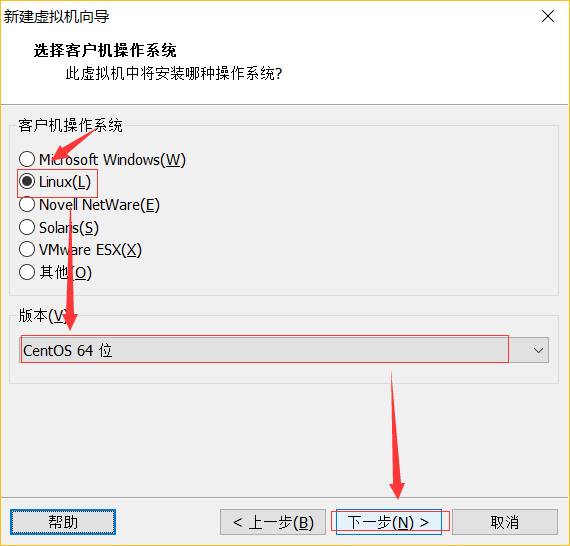 新建虚拟机向导
选择客户机操作系统
此虚拟机中将安装哪种操作系统?
客户机操作系统
Microsoft Windows(W)
Linux(L)
Novell NetWare(E)
Solaris(S)
VMware ESX(X)
其他(O)
版本(V)
CentOS 64 位
帮助
< 上一步(B)
下一步(N) >
取消